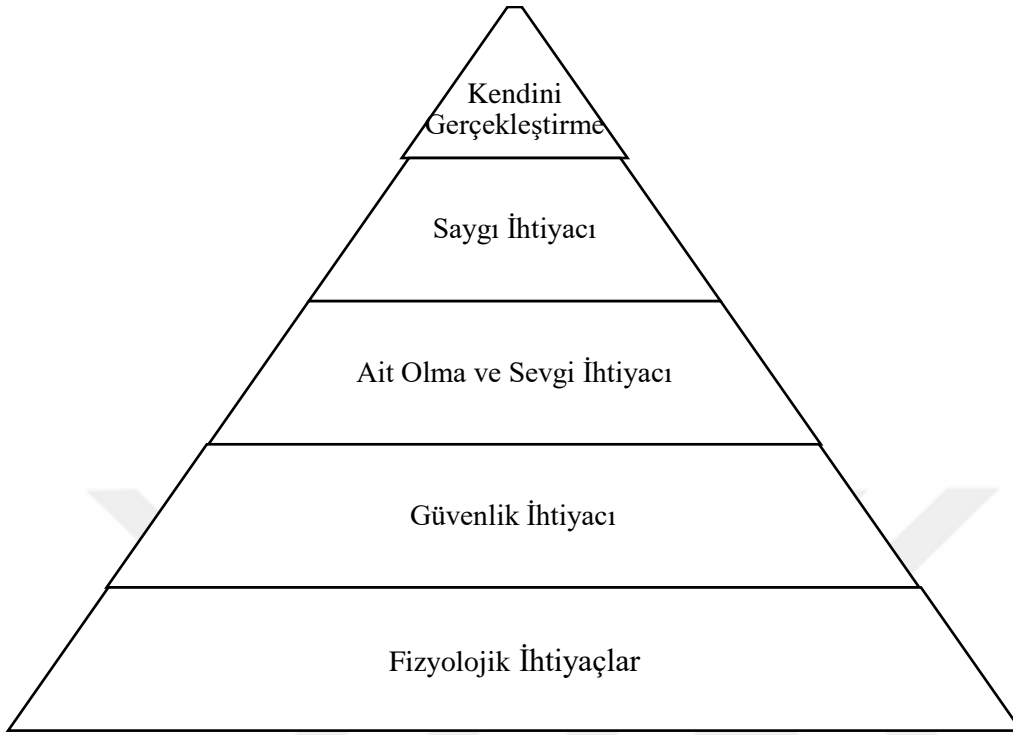 Kendini
Gerçekleştirme
Saygı İhtiyacı
Ait Olma ve Sevgi İhtiyacı
Güvenlik İhtiyacı
Fizyolojik İhtiyaçlar